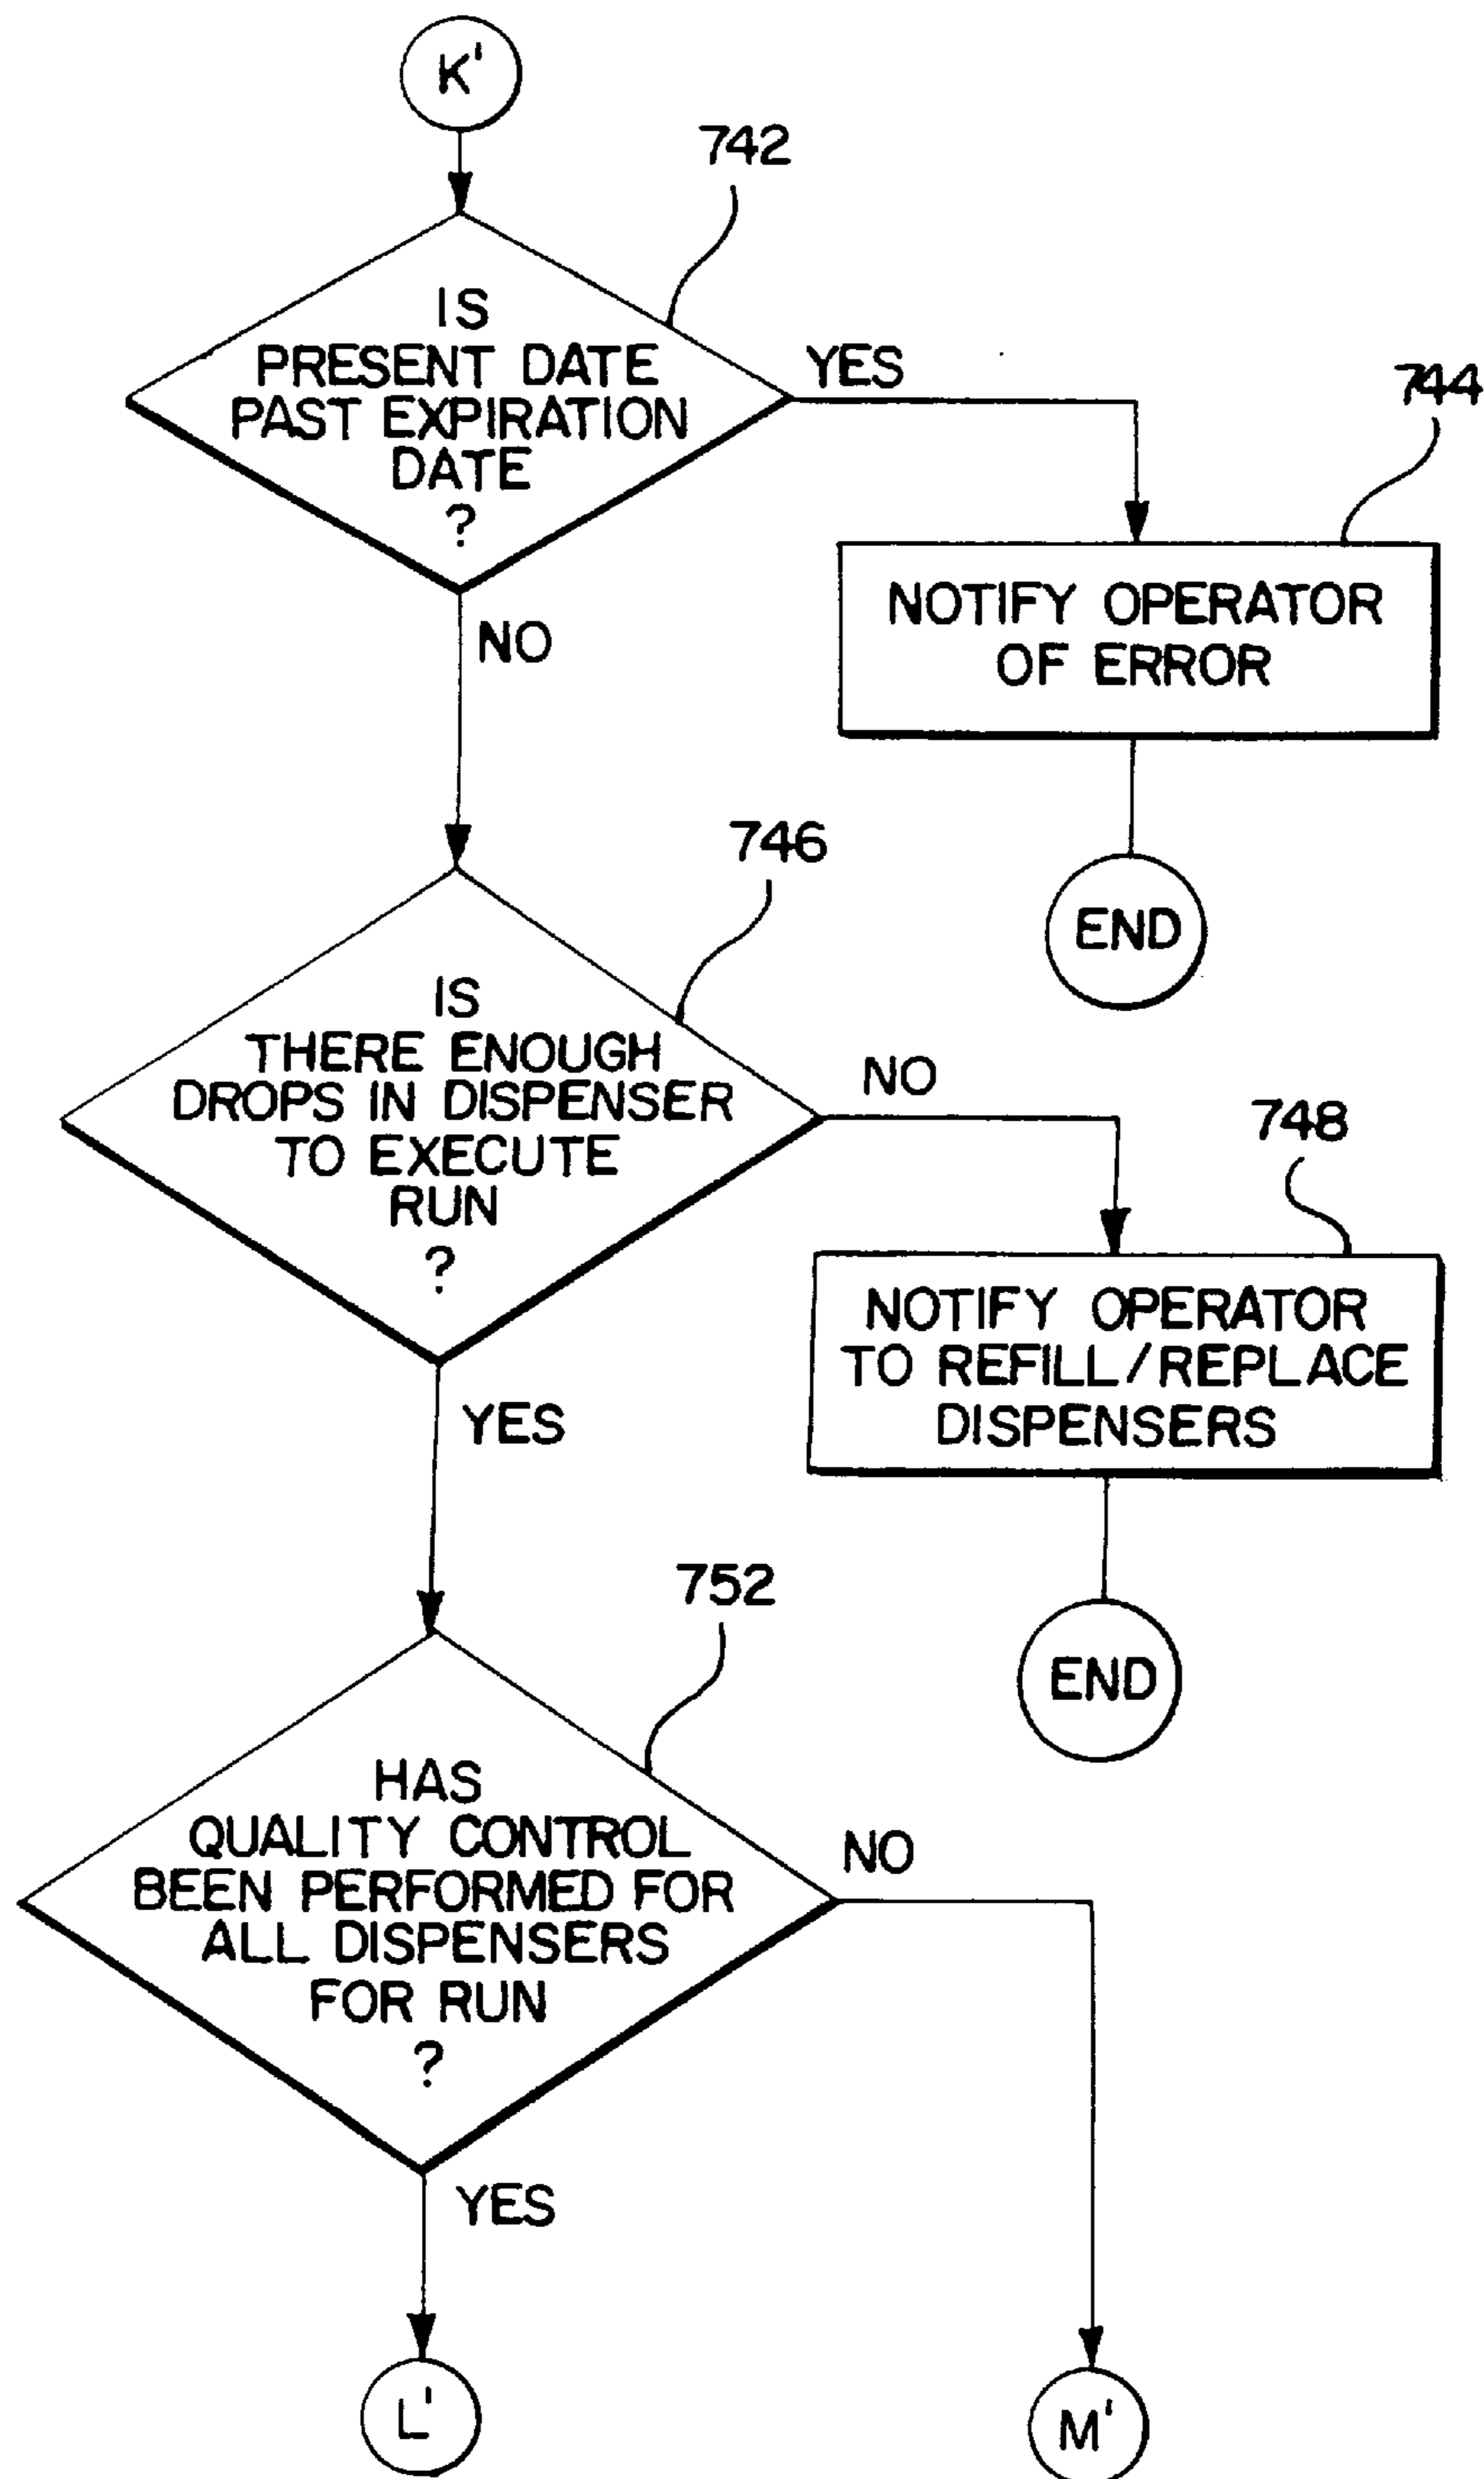 K'
742
IS
PRESENT DATE
PAST EXPIRATION
DATE
?
YES
744
NOTIFY OPERATOR
OF ERROR
NO
END
746
IS
THERE ENOUGH
DROPS IN DISPENSER
TO EXECUTE
RUN
?
NO
748
NOTIFY OPERATOR
TO REFILL/REPLACE
DISPENSERS
YES
END
752
HAS
QUALITY CONTROL
BEEN PERFORMED FOR
ALL DISPENSERS
FOR RUN
?
NO
YES
L'
M'